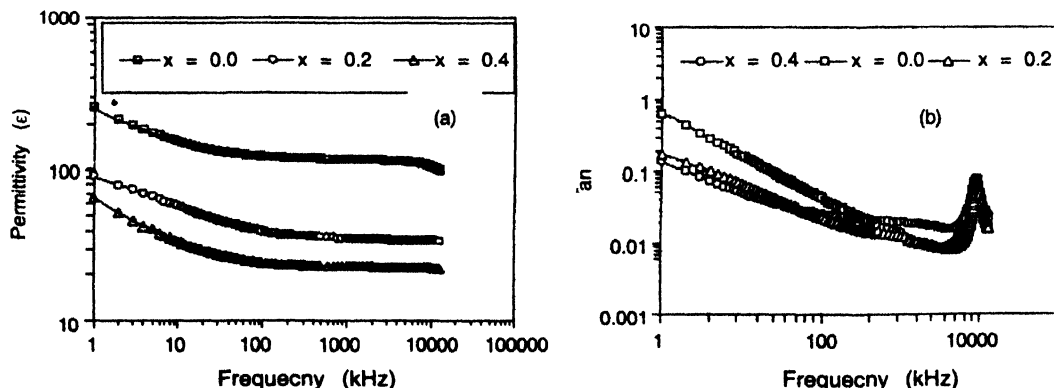 1000
x = 0.0 x = 0.2 x = 0.4
(a)
Permittivity (ε)
100
10
1 10 100 1000 10000 100000
Frequecny (kHz)
10
x = 0.4 x = 0.0 x = 0.2
1
(b)
0.1
an
0.01
0.001
1 100 10000
Frequecny (kHz)